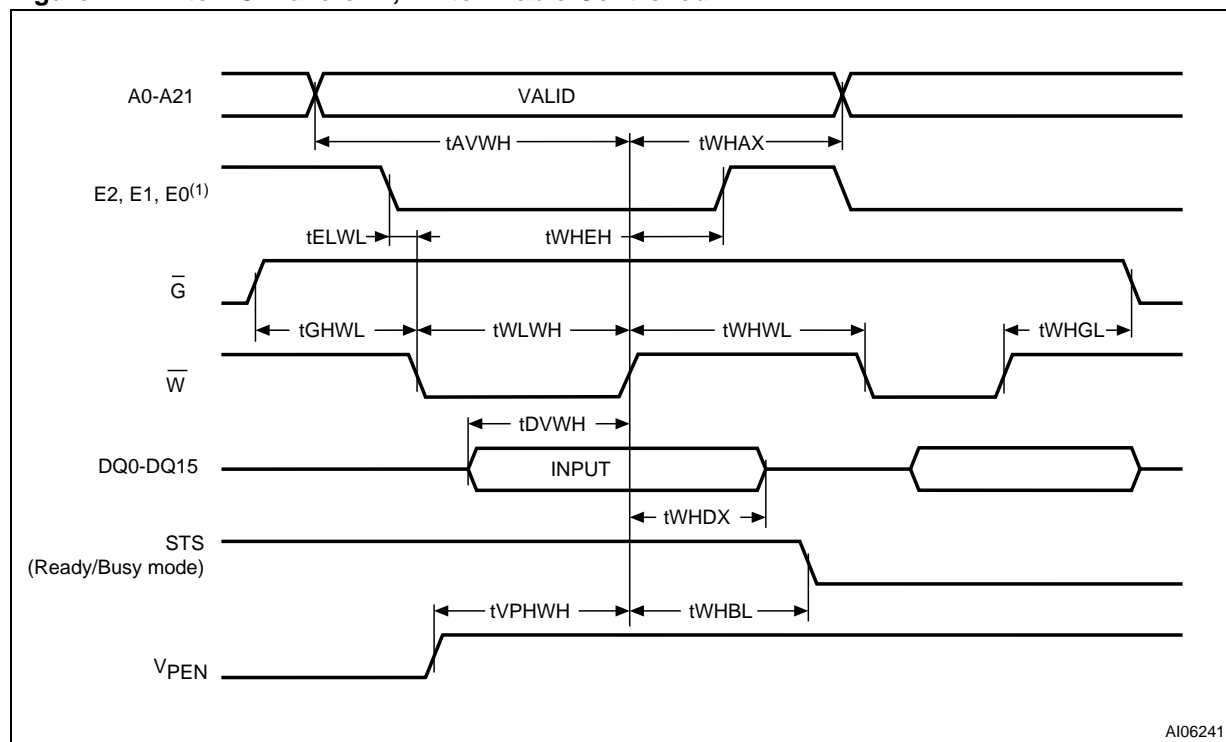 A0-A21
VALID
tAVWH
tWHAX
E2, E1, E0(1)
tELWL
tWHEH
G
tGHWL
tWLWH
tWHWL
tWHGL
W
tDVWH
DQ0-DQ15
INPUT
tWHDX
STS
(Ready/Busy mode)
tVPHWH
tWHBL
VPEN
AI06241